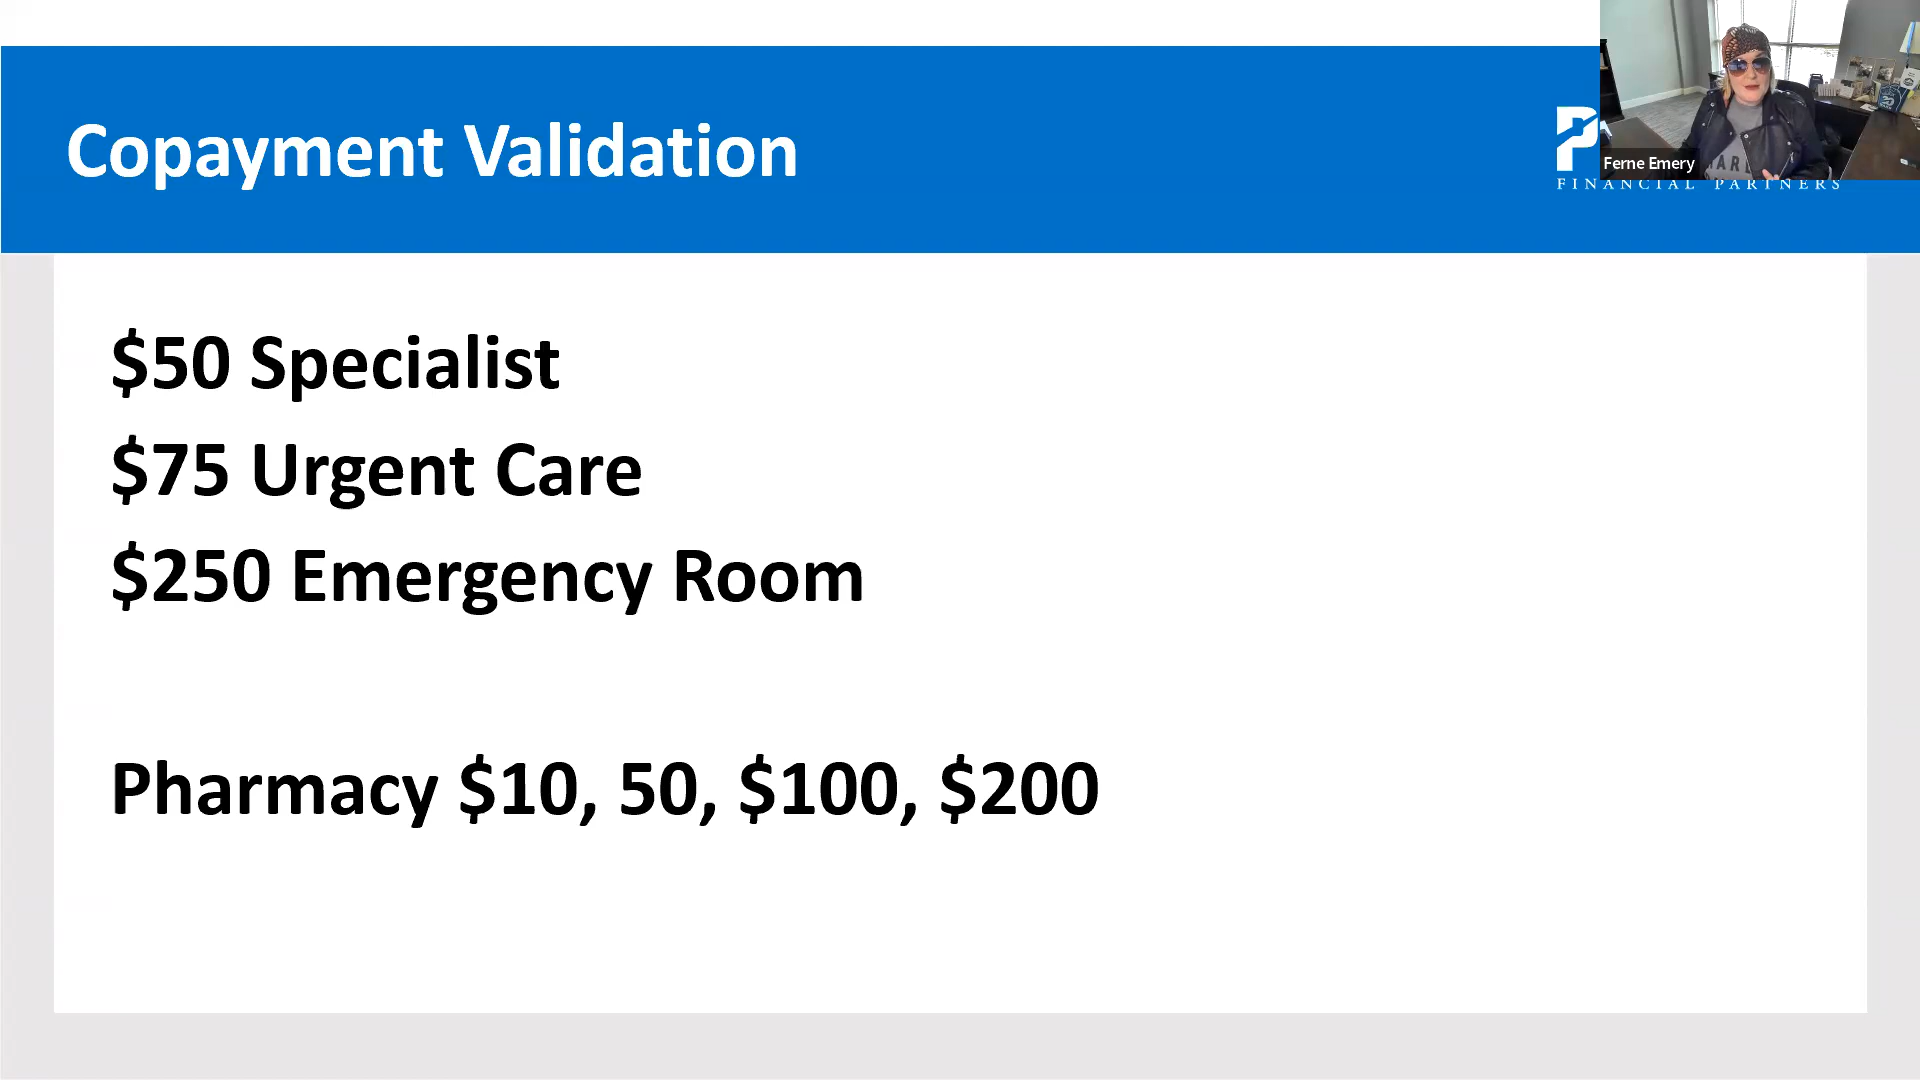 Copayment Validation
Ferne Emery
FINANCIAL PARTNERS
$50 Specialist
$75 Urgent Care
$250 Emergency Room
Pharmacy $10, 50, $100, $200